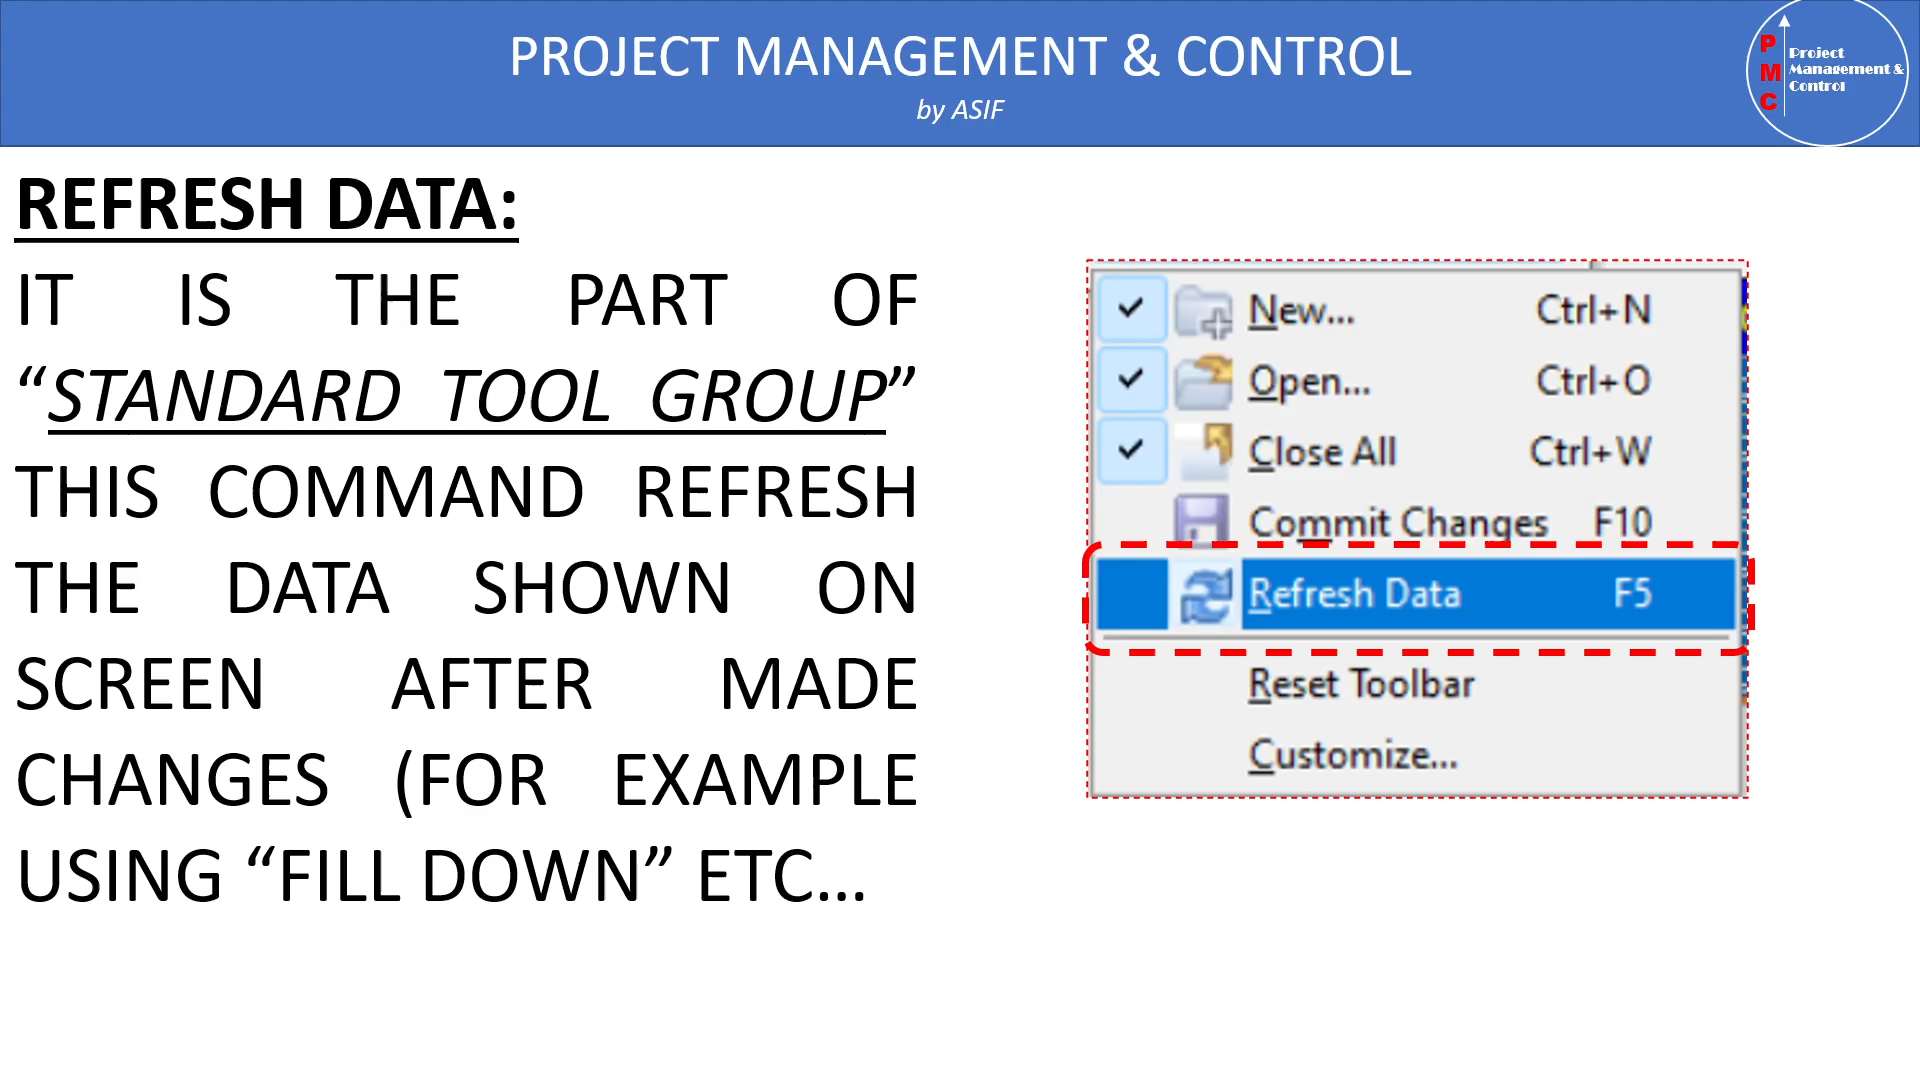 PROJECT MANAGEMENT & CONTROL
by ASIF
P
M
C
Project
Management &
Control
REFRESH DATA:
IT IS THE PART OF
“STANDARD TOOL GROUP”
THIS COMMAND REFRESH
THE DATA SHOWN ON
SCREEN AFTER MADE
CHANGES (FOR EXAMPLE
USING “FILL DOWN” ETC...
New... Ctrl+N
Open... Ctrl+O
Close All Ctrl+W
Commit Changes F10
Refresh Data F5
Reset Toolbar
Customize...